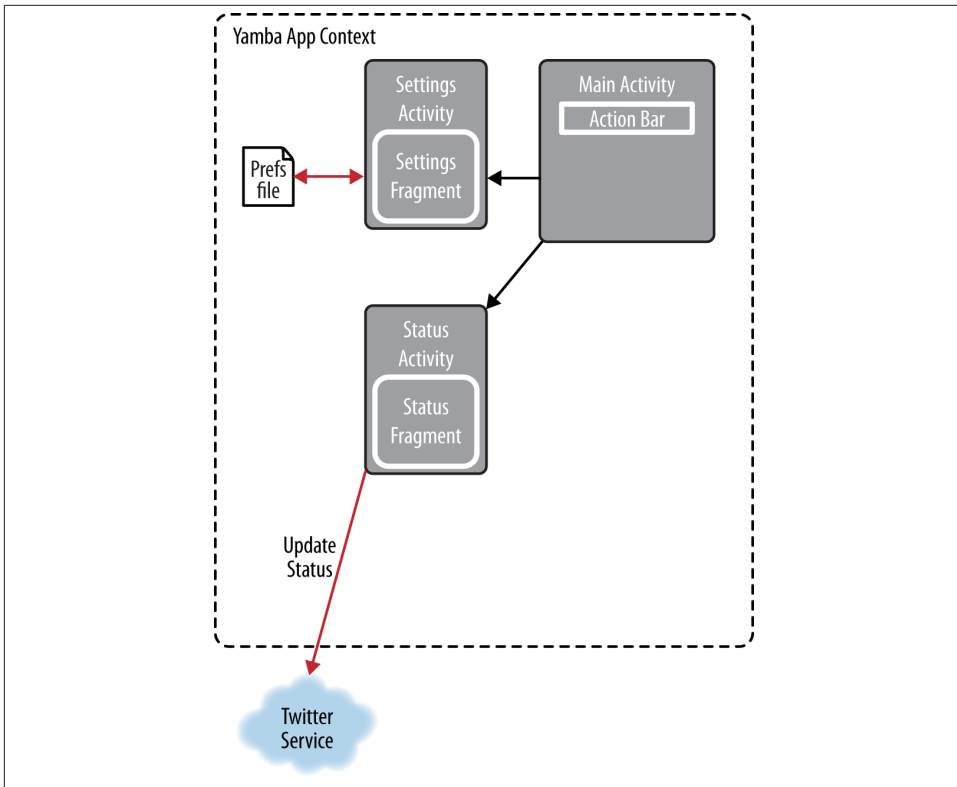 Yamba App Context
Settings
Activity
Settings
Fragment
Main Activity
Action Bar
Prefs
file
Status
Activity
Status
Fragment
Update
Status
Twitter
Service